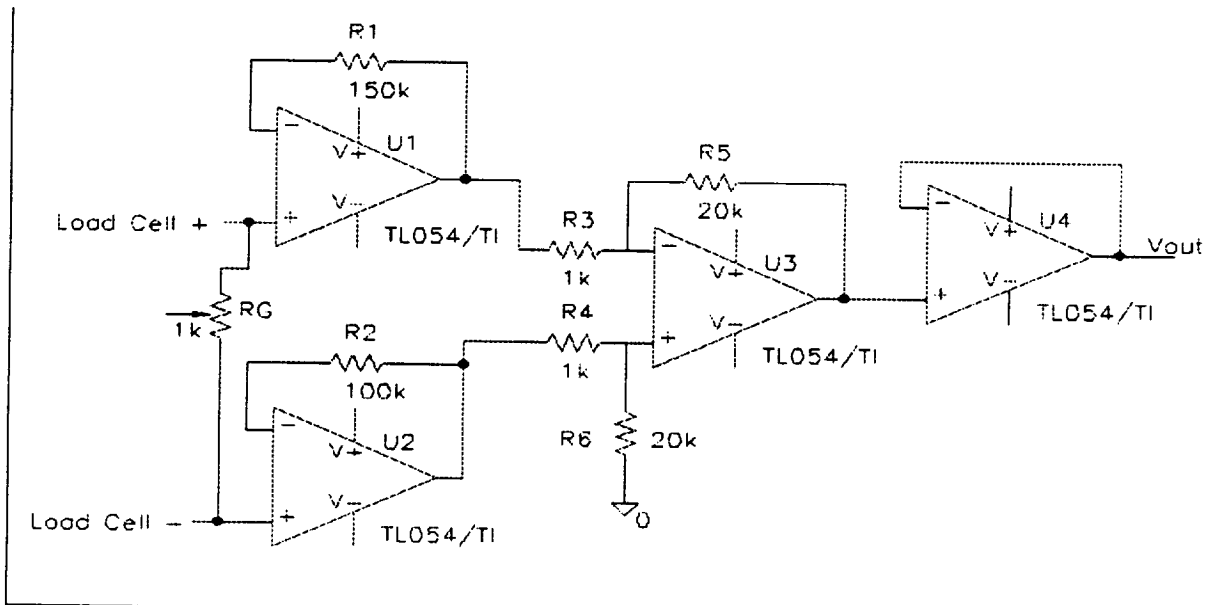 R1
150k
−
V+
U1
V−
+
Load Cell +
TL054/TI
RG
1k
R2
100k
−
V+
U2
V−
+
Load Cell −
TL054/TI
R3
1k
R4
1k
R5
20k
−
V+
U3
V−
+
TL054/TI
R6
20k
0
−
V+
U4
V−
+
Vout
TL054/TI